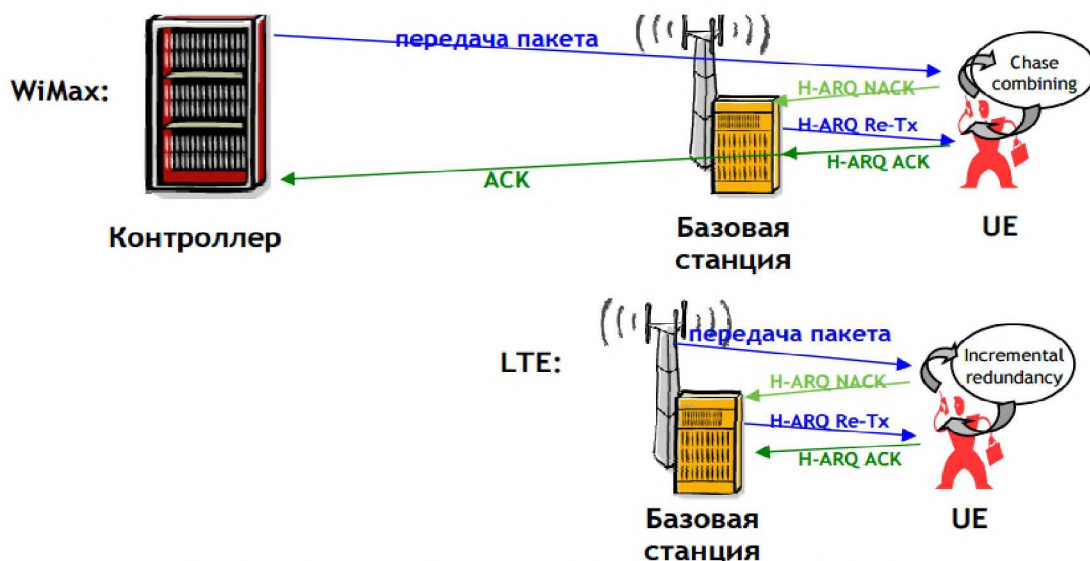 WiMax:
передача пакета
Chase
combining
H-ARQ NACK
H-ARQ Re-Tx
H-ARQ ACK
ACK
Контроллер
Базовая
станция
UE
LTE:
передача пакета
Incremental
redundancy
H-ARQ NACK
H-ARQ Re-Tx
H-ARQ ACK
Базовая
станция
UE